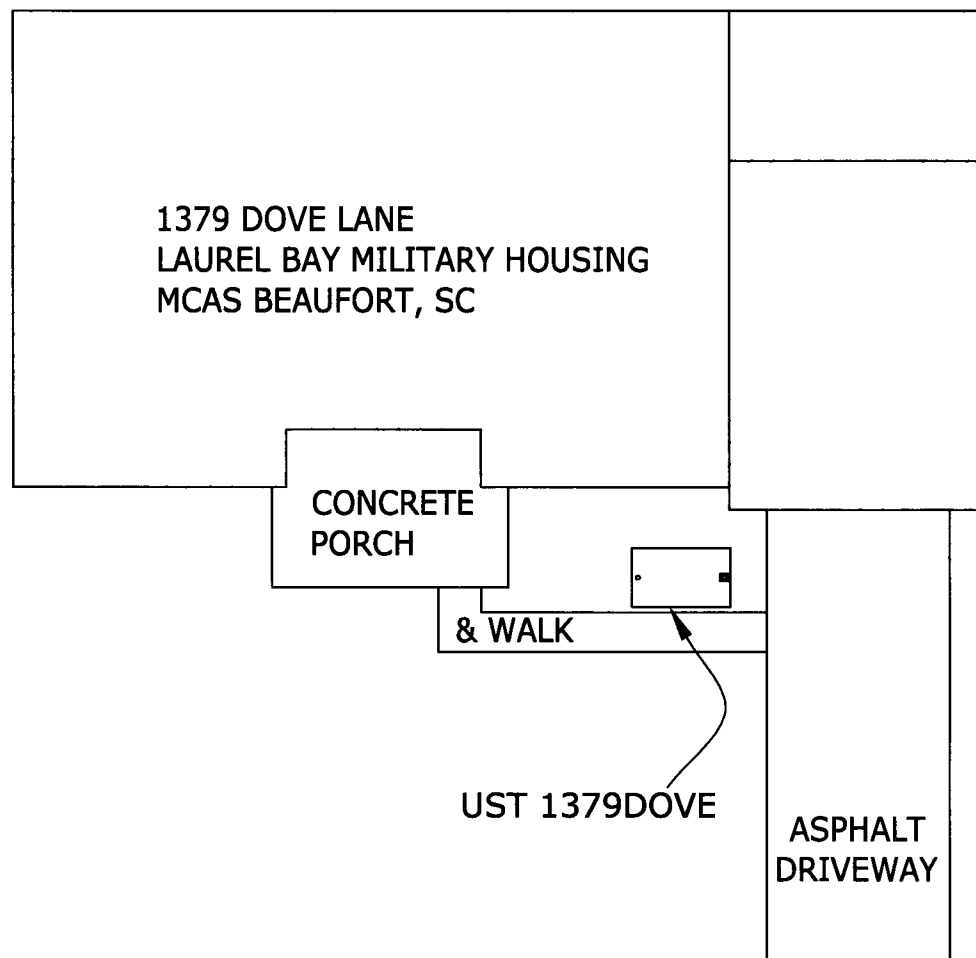 1379 DOVE LANE
LAUREL BAY MILITARY HOUSING
MCAS BEAUFORT, SC
CONCRETE
PORCH
& WALK
UST 1379DOVE
ASPHALT
DRIVEWAY